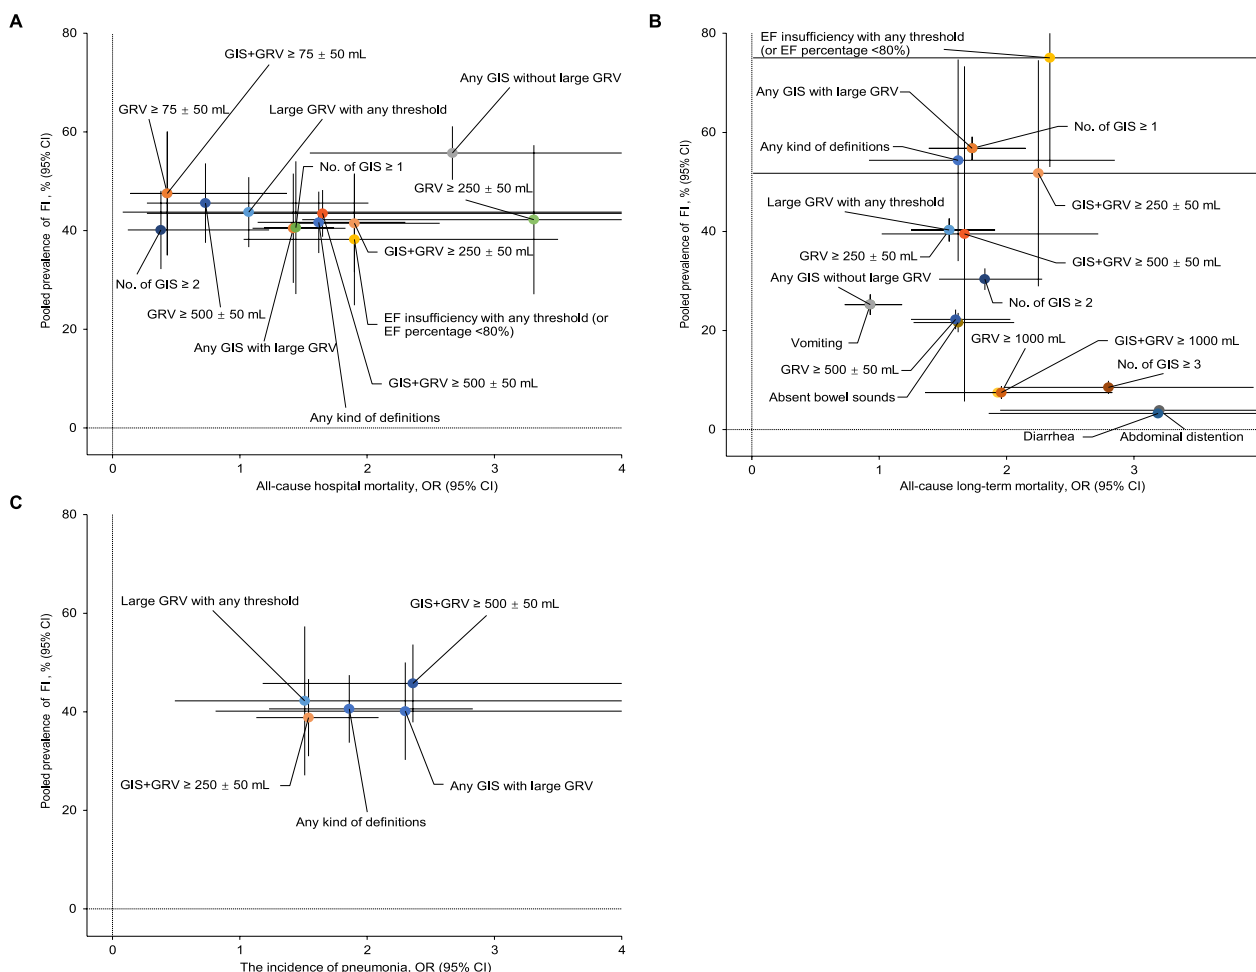 A
Pooled prevalence of FI, % (95% CI)
80
60
40
20
0
GIS+GRV ≥ 75 ± 50 mL
Any GIS without large GRV
GRV ≥ 75 ± 50 mL
Large GRV with any threshold
No. of GIS ≥ 1
GRV ≥ 250 ± 50 mL
GIS+GRV ≥ 250 ± 50 mL
No. of GIS ≥ 2
GRV ≥ 500 ± 50 mL
EF insufficiency with any threshold (or
EF percentage <80%)
Any GIS with large GRV
GIS+GRV ≥ 500 ± 50 mL
Any kind of definitions
0 1 2 3 4
All-cause hospital mortality, OR (95% CI)
B
Pooled prevalence of FI, % (95% CI)
80
60
40
20
0
EF insufficiency with any threshold
(or EF percentage <80%)
Any GIS with large GRV
No. of GIS ≥ 1
Any kind of definitions
Large GRV with any threshold
GIS+GRV ≥ 250 ± 50 mL
GRV ≥ 250 ± 50 mL
GIS+GRV ≥ 500 ± 50 mL
Any GIS without large GRV
No. of GIS ≥ 2
Vomiting
GRV ≥ 1000 mL
GIS+GRV ≥ 1000 mL
GRV ≥ 500 ± 50 mL
No. of GIS ≥ 3
Absent bowel sounds
Diarrhea
Abdominal distention
0 1 2 3
All-cause long-term mortality, OR (95% CI)
C
Pooled prevalence of FI, % (95% CI)
80
60
40
20
0
Large GRV with any threshold
GIS+GRV ≥ 500 ± 50 mL
GIS+GRV ≥ 250 ± 50 mL
Any GIS with large GRV
Any kind of definitions
0 1 2 3 4
The incidence of pneumonia, OR (95% CI)